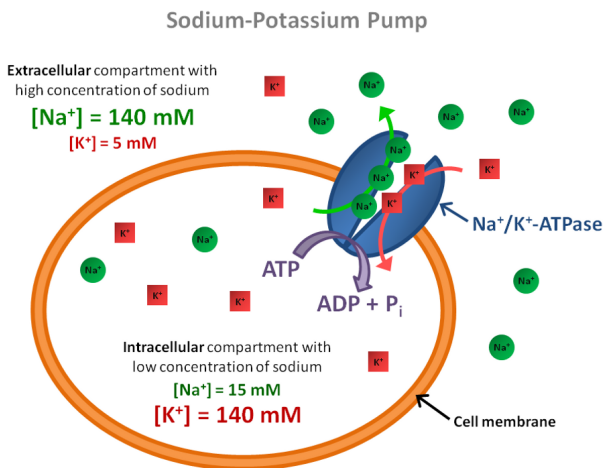 Sodium-Potassium Pump
Extracellular compartment with
high concentration of sodium
[Na⁺] = 140 mM
[K⁺] = 5 mM
K⁺
Na⁺
Na⁺
Na⁺
Na⁺
Na⁺
K⁺
K⁺
Na⁺
K⁺
Na⁺
K⁺
Na⁺/K⁺-ATPase
K⁺
Na⁺
Na⁺
ATP
Na⁺
K⁺
K⁺
ADP + Pᵢ
Intracellular compartment with
low concentration of sodium
Na⁺
K⁺
[Na⁺] = 15 mM
[K⁺] = 140 mM
Cell membrane